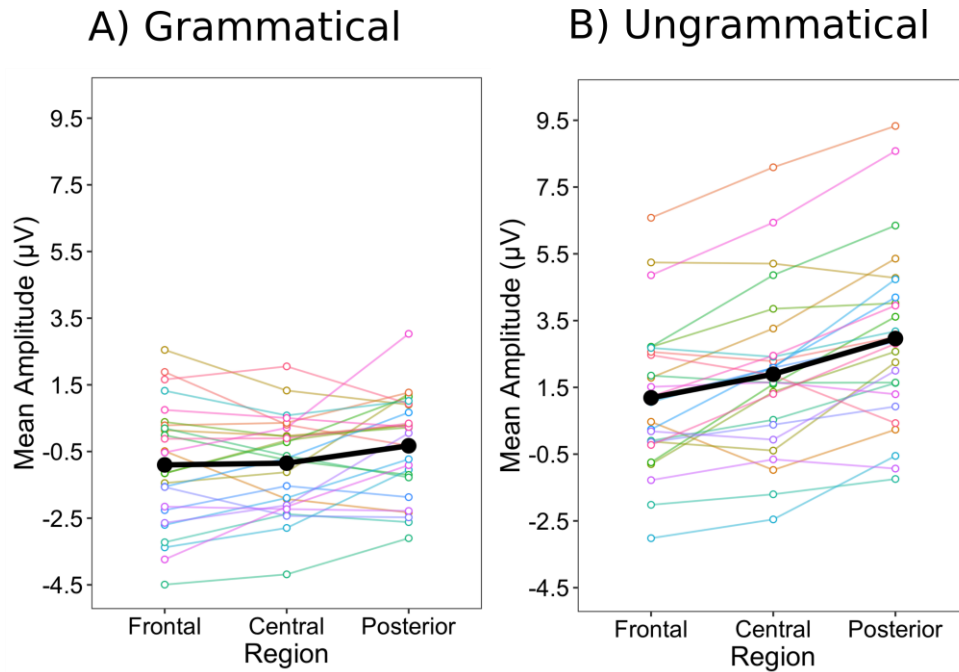 A) Grammatical
Mean Amplitude (µV)
9.5
7.5
5.5
3.5
1.5
-0.5
-2.5
-4.5
Frontal Central Posterior
Region
B) Ungrammatical
Mean Amplitude (µV)
9.5
7.5
5.5
3.5
1.5
-0.5
-2.5
-4.5
Frontal Central Posterior
Region